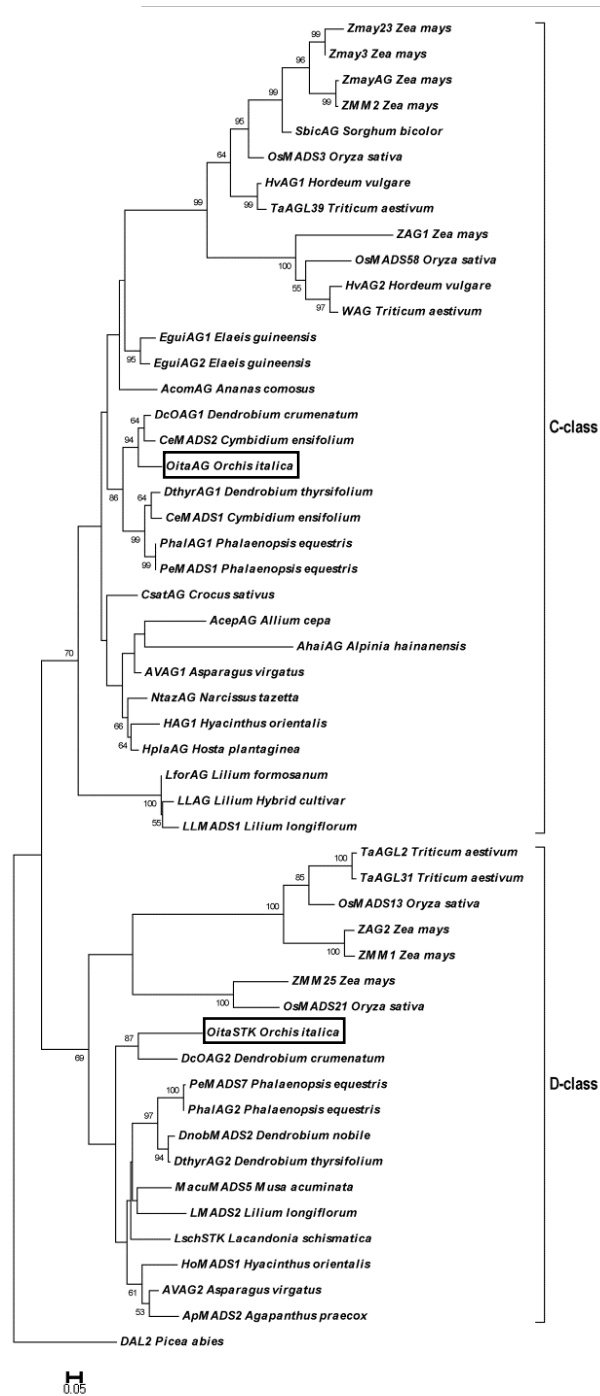 Zmay23 Zea mays
99
Zmay3 Zea mays
96
ZmayAG Zea mays
99
ZMM2 Zea mays
99
SbicAG Sorghum bicolor
95
OsMADS3 Oryza sativa
64
HvAG1 Hordeum vulgare
99
TaAGL39 Triticum aestivum
99
ZAG1 Zea mays
100
OsMADS58 Oryza sativa
55
HvAG2 Hordeum vulgare
97
WAG Triticum aestivum
EguiAG1 Elaeis guineensis
95
EguiAG2 Elaeis guineensis
AcomAG Ananas comosus
DcOAG1 Dendrobium crumenatum
64
C-class
94
CeMADS2 Cymbidium ensifolium
OitaAG Orchis italica
86
DthyrAG1 Dendrobium thyrsifolium
64
CeMADS1 Cymbidium ensifolium
99
PhalAG1 Phalaenopsis equestris
99
PeMADS1 Phalaenopsis equestris
CsatAG Crocus sativus
AcepAG Allium cepa
AhaiAG Alpinia hainanensis
70
AVAG1 Asparagus virgatus
NtazAG Narcissus tazetta
66
HAG1 Hyacinthus orientalis
64
HplaAG Hosta plantaginea
LforAG Lilium formosanum
100
LLAG Lilium Hybrid cultivar
55
LLMADS1 Lilium longiflorum
TaAGL2 Triticum aestivum
100
85
TaAGL31 Triticum aestivum
100
OsMADS13 Oryza sativa
ZAG2 Zea mays
100
ZMM1 Zea mays
ZMM25 Zea mays
100
OsMADS21 Oryza sativa
87
OitaSTK Orchis italica
69
DcOAG2 Dendrobium crumenatum
D-class
100
PeMADS7 Phalaenopsis equestris
97
PhalAG2 Phalaenopsis equestris
DnobMADS2 Dendrobium nobile
94
DthyrAG2 Dendrobium thyrsifolium
MacuMADS5 Musa acuminata
LMADS2 Lilium longiflorum
LschSTK Lacandonia schismatica
HoMADS1 Hyacinthus orientalis
61
AVAG2 Asparagus virgatus
53
ApMADS2 Agapanthus praecox
DAL2 Picea abies
0.05